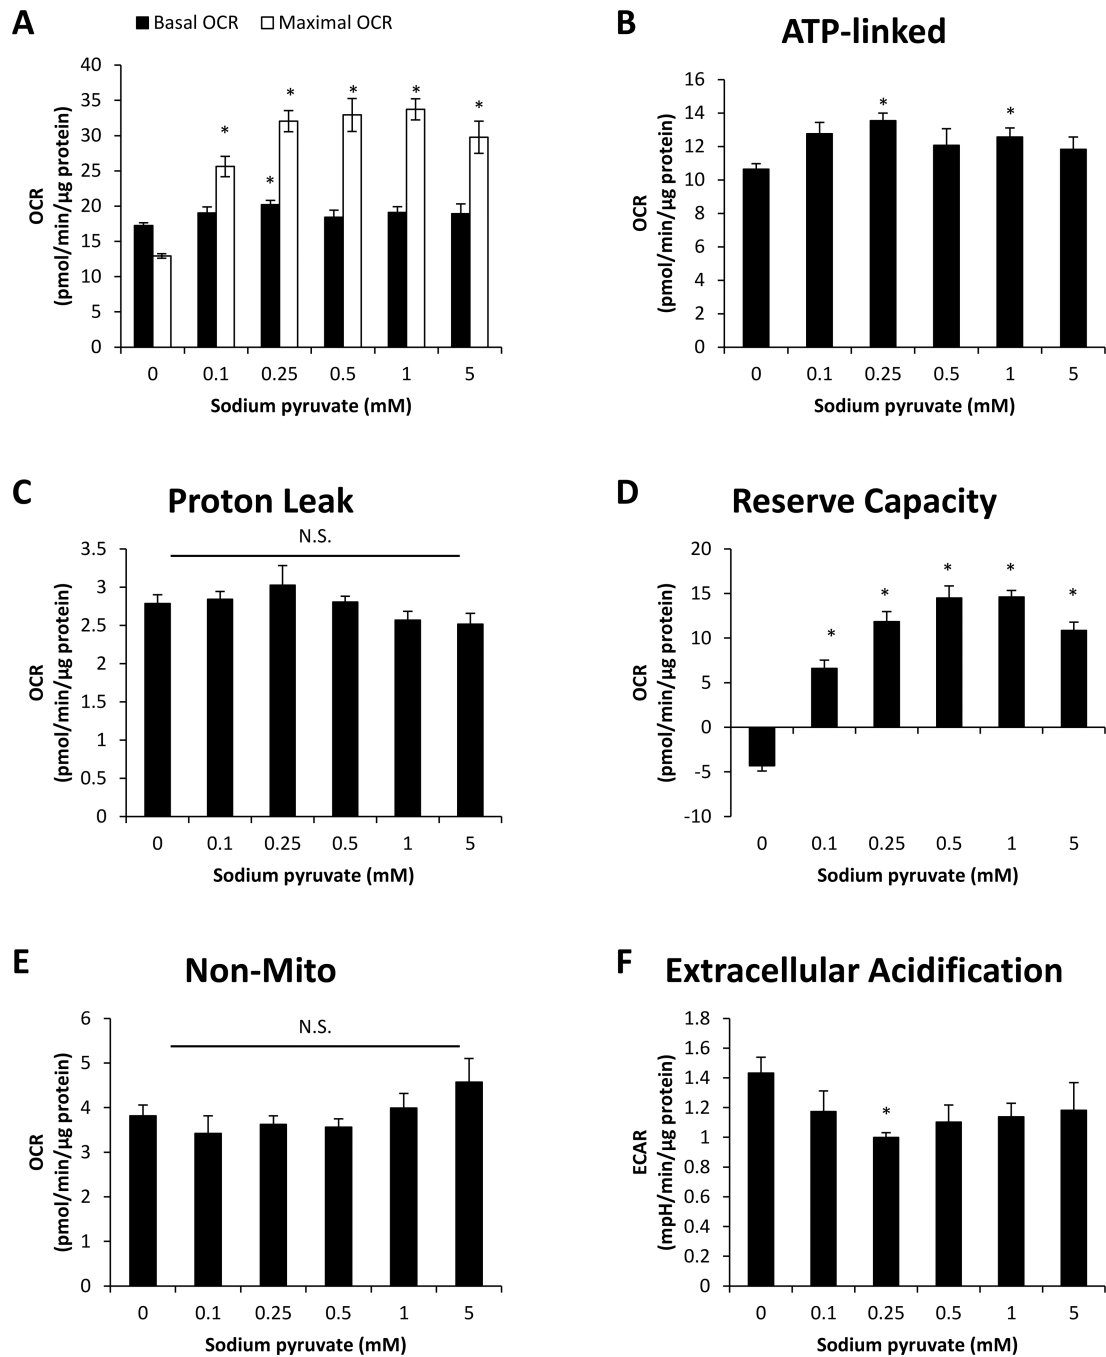 A
■ Basal OCR □ Maximal OCR
OCR
(pmol/min/µg protein)
40
35
30
25
20
15
10
5
0
* * * * * *
0 0.1 0.25 0.5 1 5
Sodium pyruvate (mM)
B
ATP-linked
OCR
(pmol/min/µg protein)
16
14
12
10
8
6
4
2
0
* *
0 0.1 0.25 0.5 1 5
Sodium pyruvate (mM)
C
Proton Leak
N.S.
OCR
(pmol/min/µg protein)
3.5
3
2.5
2
1.5
1
0.5
0
0 0.1 0.25 0.5 1 5
Sodium pyruvate (mM)
D
Reserve Capacity
OCR
(pmol/min/µg protein)
20
15
10
5
0
-5
-10
* * * * *
0 0.1 0.25 0.5 1 5
Sodium pyruvate (mM)
E
Non-Mito
N.S.
OCR
(pmol/min/µg protein)
6
5
4
3
2
1
0
0 0.1 0.25 0.5 1 5
Sodium pyruvate (mM)
F
Extracellular Acidification
ECAR
(mpH/min/µg protein)
1.8
1.6
1.4
1.2
1
0.8
0.6
0.4
0.2
0
*
0 0.1 0.25 0.5 1 5
Sodium pyruvate (mM)